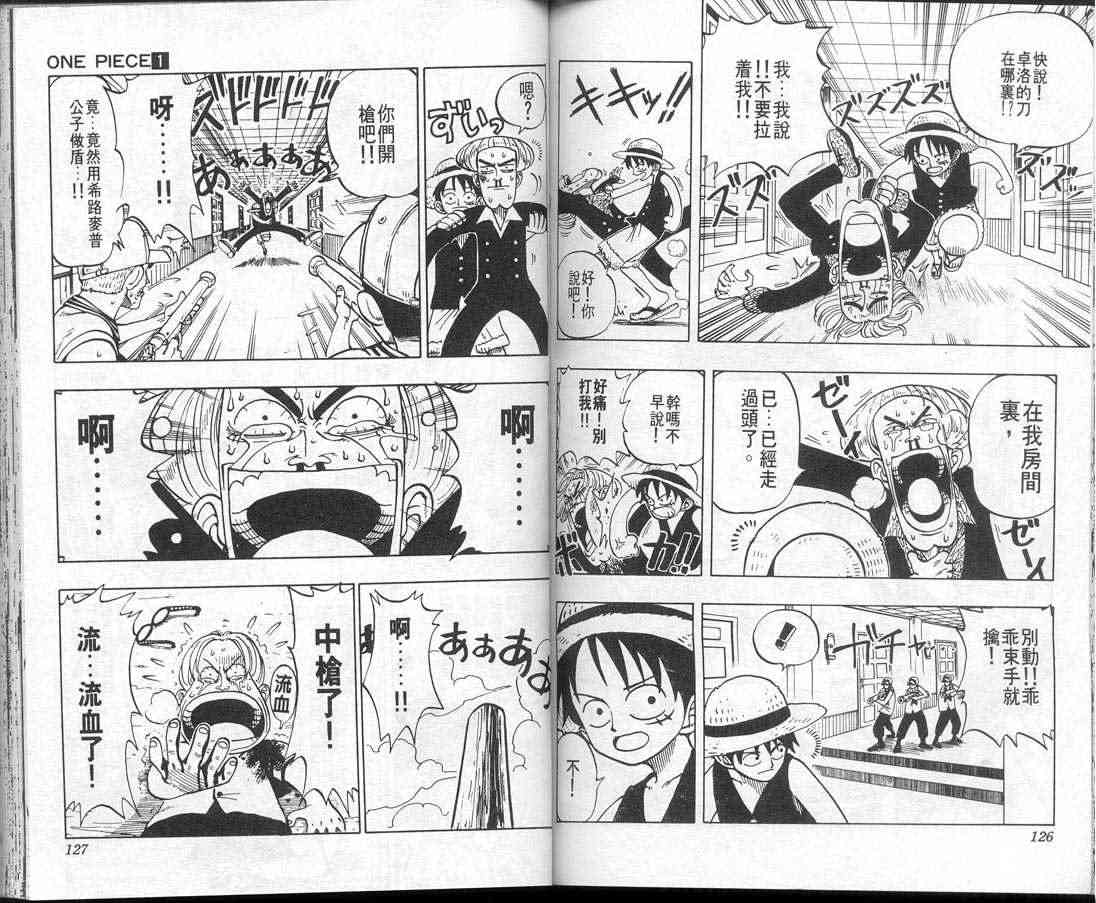 快說！
卓洛的刀
在哪裏!?
我…我說
!!不要拉
着我!!
ズズズズ
ズズ
ズズズ
キキィ!!
好！你
說吧！
在我房間
裏，
已…已經走
過頭了。
ゼーイ
ゼーイ
幹嗎不
早說！
好痛！別
打我!!
ボカ!!
別動!!乖
乖束手就
擒！
ガチャ
!
不！
126
ONE PIECE 1
嗯?
ずいっ
你們開
槍吧!!
ズドドドド
ああああ
呀
……!!
竟…竟然用希路麥普
公子做盾…!!
啊……
啊……
啊……!!
ああああ
中槍了！
流血
流…流血了！
127